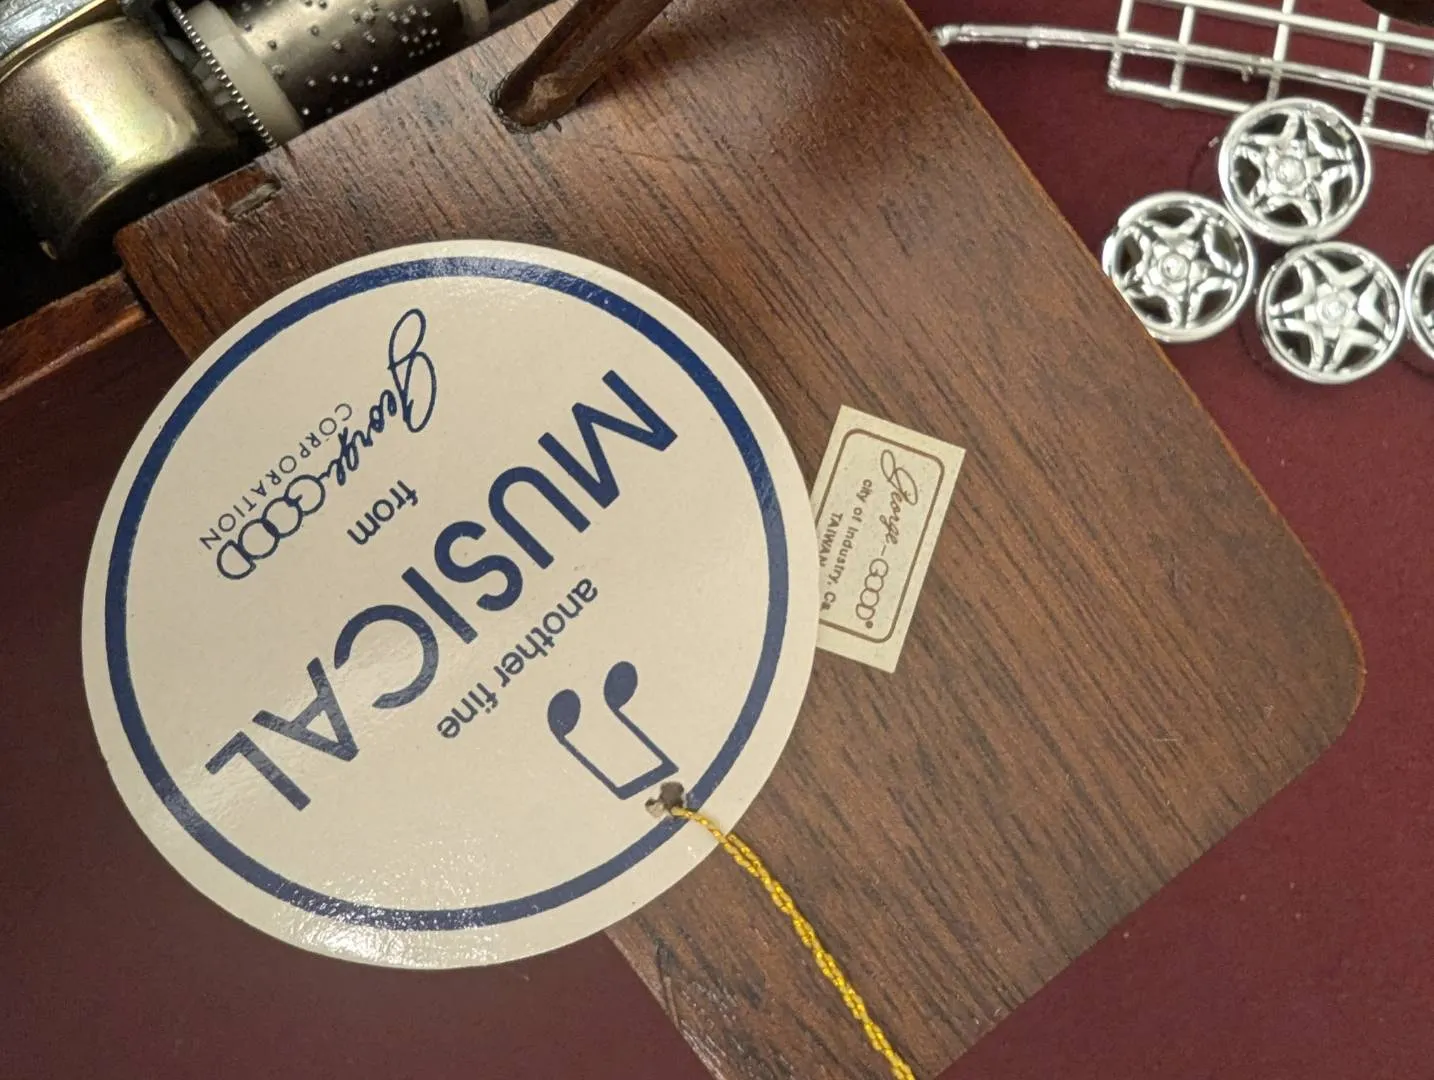 another fine
MUSICAL
from
George-GOOD
CORPORATION
George-GOOD®
City of Industry, Ca.
TAIWAN